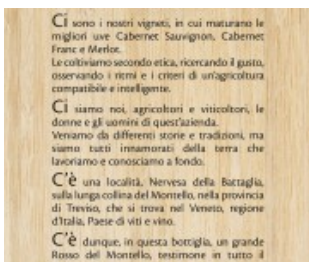 Ci sono i nostri vigneti, in cui maturano le
migliori uve Cabernet Sauvignon, Cabernet
Franc e Merlot.
Le coltiviamo secondo etica, ricercando il gusto,
osservando i ritmi e i criteri di un'agricoltura
compatibile e intelligente.
Ci siamo noi, agricoltori e viticoltori, le
donne e gli uomini di quest'azienda.
Veniamo da differenti storie e tradizioni, ma
siamo tutti innamorati della terra che
lavoriamo e conosciamo a fondo.
C'è una località, Nervesa della Battaglia,
sulla lunga collina del Montello, nella provincia
di Treviso, che si trova nel Veneto, regione
d'Italia, Paese di viti e vino.
C'è dunque, in questa bottiglia, un grande
Rosso del Montello, testimone in tutto il